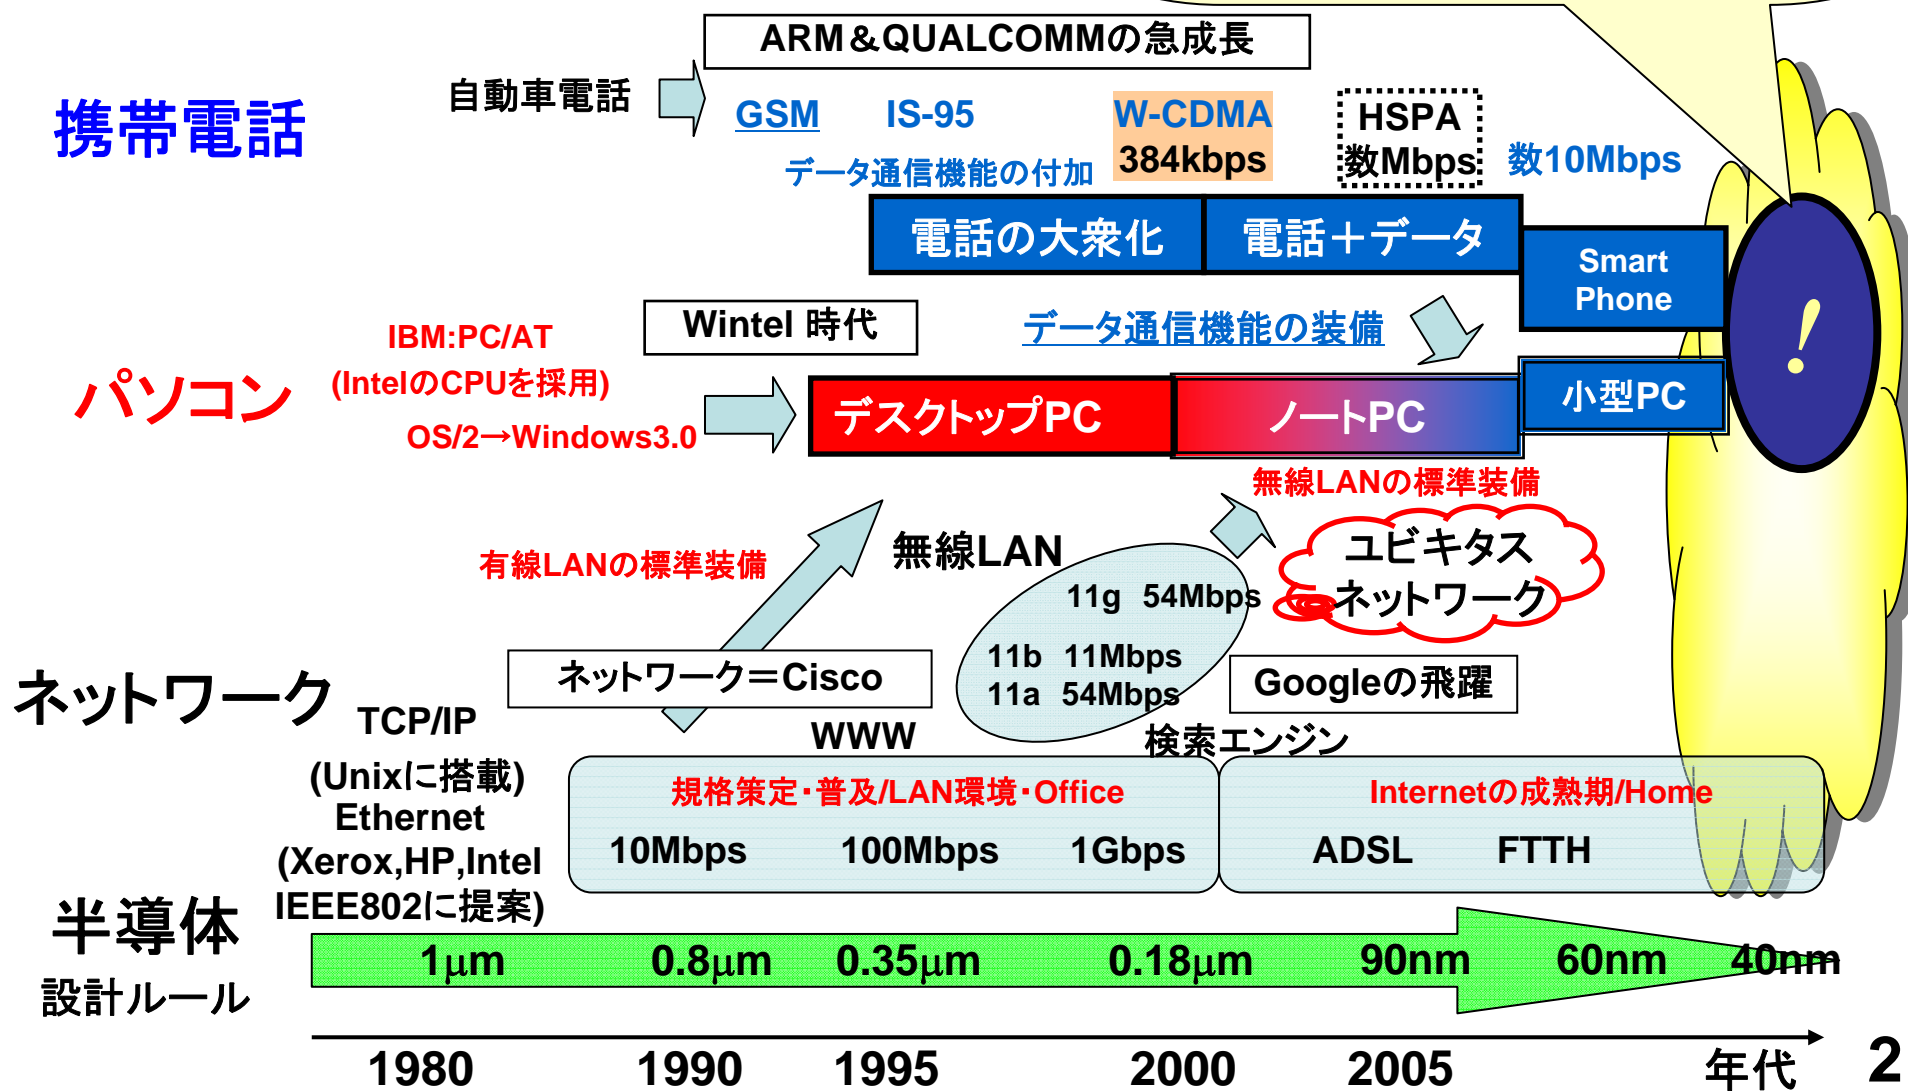 ARM＆QUALCOMMの急成長
自動車電話
携帯電話
GSM
IS-95
W-CDMA
384kbps
HSPA
数Mbps
数10Mbps
データ通信機能の付加
電話の大衆化
電話＋データ
Smart
Phone
!
Wintel 時代
データ通信機能の装備
IBM:PC/AT
(IntelのCPUを採用)
OS/2→Windows3.0
パソコン
デスクトップPC
ノートPC
小型PC
無線LANの標準装備
有線LANの標準装備
無線LAN
ユビキタス
ネットワーク
11g 54Mbps
11b 11Mbps
11a 54Mbps
ネットワーク＝Cisco
Googleの飛躍
ネットワーク
TCP/IP
(Unixに搭載)
Ethernet
(Xerox,HP,Intel
IEEE802に提案)
WWW
検索エンジン
規格策定・普及/LAN環境・Office
Internetの成熟期/Home
10Mbps
100Mbps
1Gbps
ADSL
FTTH
半導体
設計ルール
1μm
0.8μm
0.35μm
0.18μm
90nm
60nm
40nm
1980
1990
1995
2000
2005
年代
2